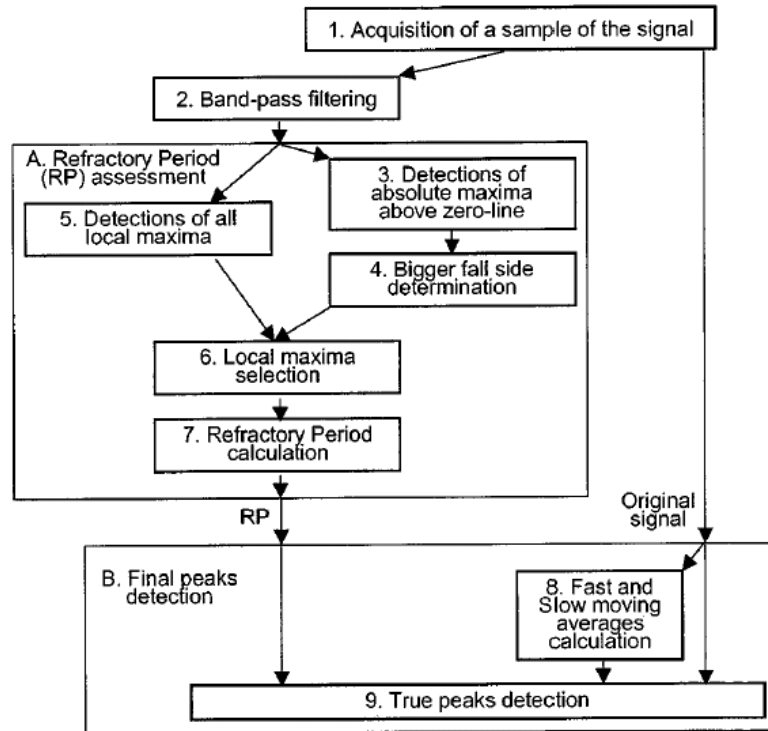 1. Acquisition of a sample of the signal
2. Band-pass filtering
A. Refractory Period
(RP) assessment
3. Detections of
absolute maxima
above zero-line
5. Detections of all
local maxima
4. Bigger fall side
determination
6. Local maxima
selection
7. Refractory Period
calculation
RP
Original
signal
B. Final peaks
detection
8. Fast and
Slow moving
averages
calculation
9. True peaks detection